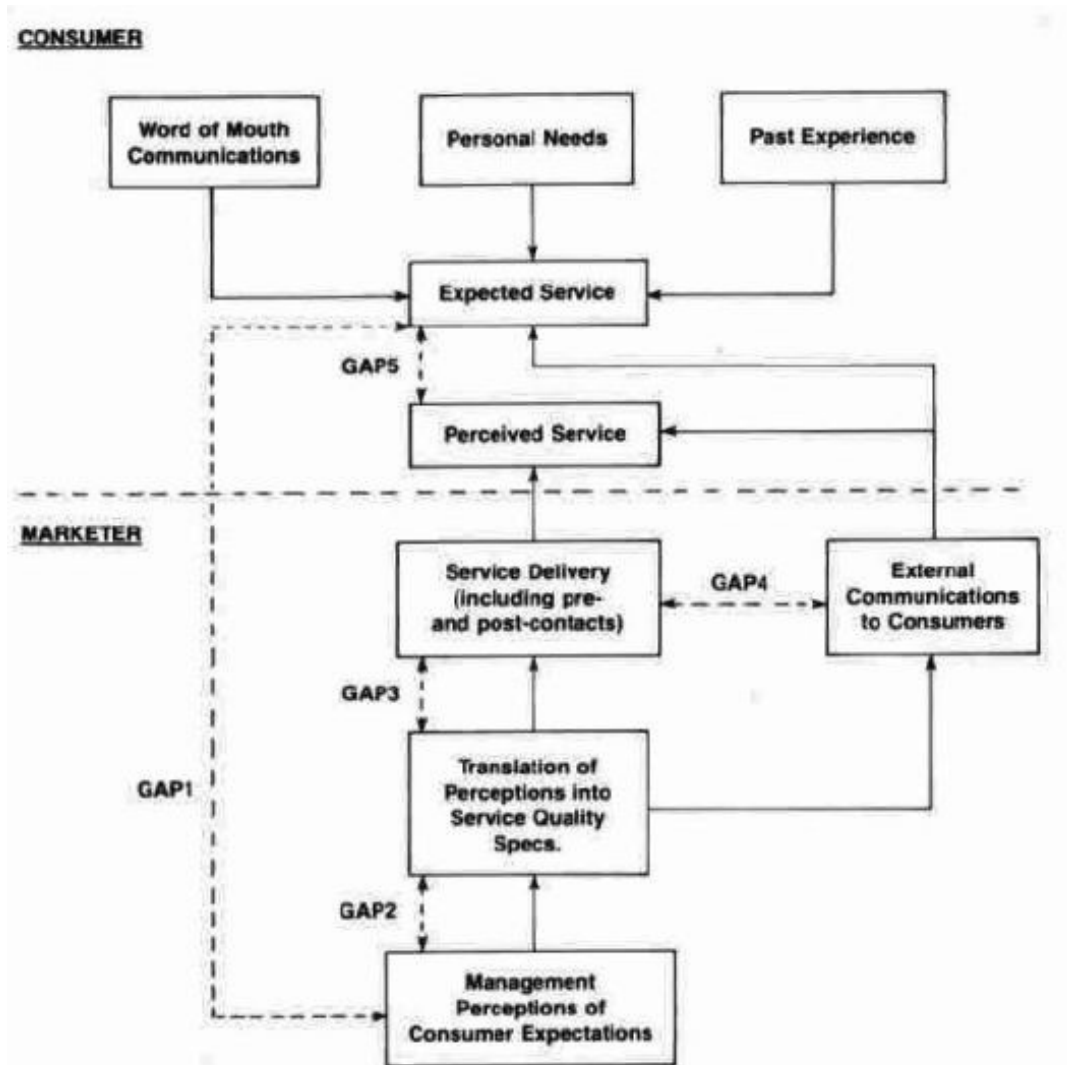 CONSUMER
Word of Mouth
Communications
Personal Needs
Past Experience
Expected Service
GAP5
Perceived Service
MARKETER
Service Delivery
(including pre-
and post-contacts)
GAP4
External
Communications
to Consumers
GAP3
Translation of
Perceptions into
Service Quality
Specs.
GAP1
GAP2
Management
Perceptions of
Consumer Expectations